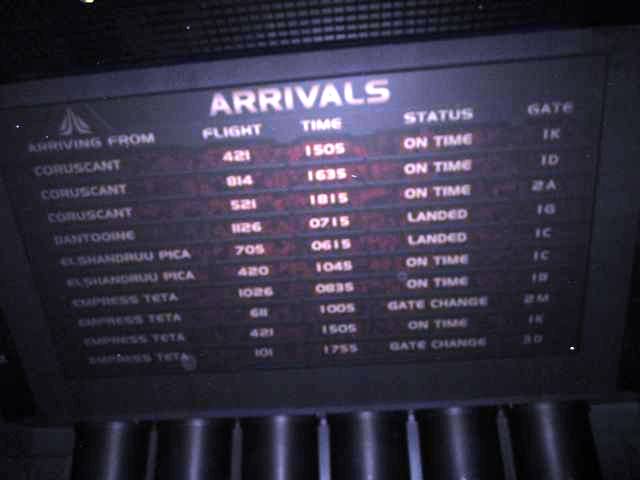 ARRIVALS
ARRIVING FROM FLIGHT TIME STATUS GATE
CORUSCANT 421 1505 ON TIME 1K
CORUSCANT 814 1635 ON TIME 1D
CORUSCANT 521 1815 ON TIME 2A
DANTOOINE 1126 0715 LANDED 1G
ELSHANDRUU PICA 705 0615 LANDED 1C
ELSHANDRUU PICA 420 1045 ON TIME 1C
EMPRESS TETA 1026 0835 ON TIME 1B
EMPRESS TETA 611 1005 GATE CHANGE 2M
EMPRESS TETA 421 1505 ON TIME 1K
EMPRESS TETA 101 1755 GATE CHANGE 3D